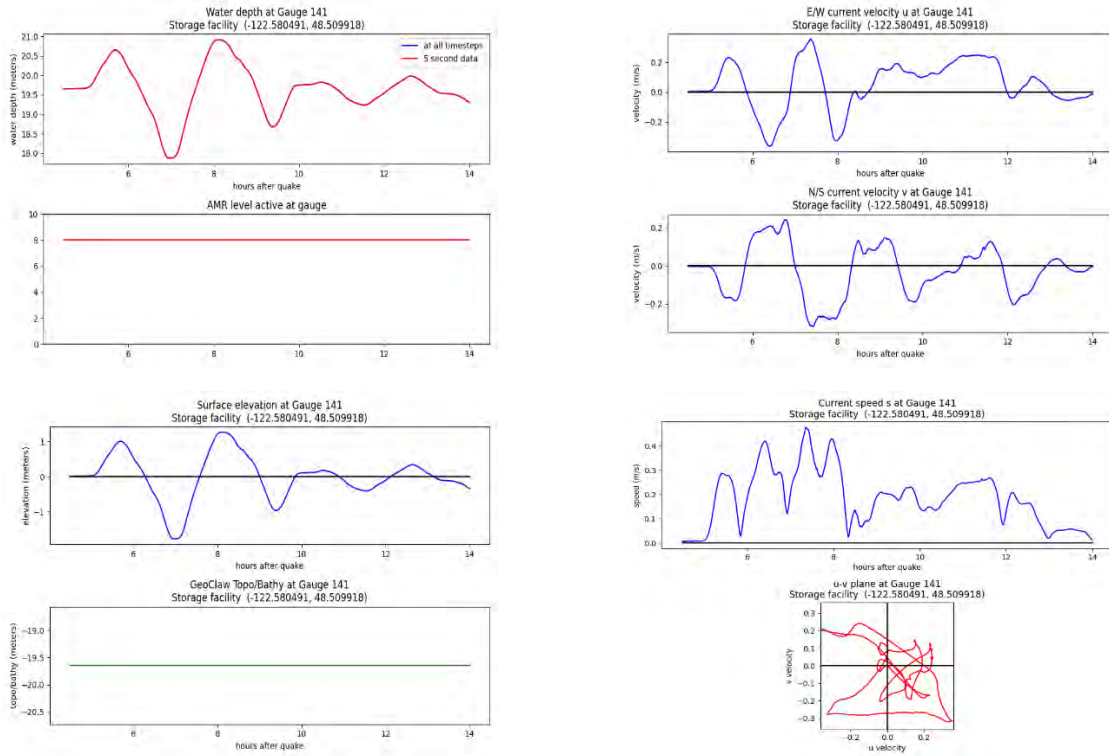 Water depth at Gauge 141
Storage facility (-122.580491, 48.509918)
at all timesteps
5 second data
water depth (meters)
21.0
20.5
20.0
19.5
19.0
18.5
18.0
6
8
10
12
14
hours after quake
AMR level active at gauge
10
8
6
4
2
0
6
8
10
12
14
hours after quake
Surface elevation at Gauge 141
Storage facility (-122.580491, 48.509918)
elevation (meters)
1
0
−1
6
8
10
12
14
hours after quake
GeoClaw Topo/Bathy at Gauge 141
Storage facility (-122.580491, 48.509918)
topo/bathy (meters)
−19.0
−19.5
−20.0
−20.5
6
8
10
12
14
hours after quake
E/W current velocity u at Gauge 141
Storage facility (-122.580491, 48.509918)
velocity (m/s)
0.2
0.0
−0.2
6
8
10
12
14
hours after quake
N/S current velocity v at Gauge 141
Storage facility (-122.580491, 48.509918)
velocity (m/s)
0.2
0.0
−0.2
6
8
10
12
14
hours after quake
Current speed s at Gauge 141
Storage facility (-122.580491, 48.509918)
speed (m/s)
0.4
0.3
0.2
0.1
0.0
6
8
10
12
14
hours after quake
u-v plane at Gauge 141
Storage facility (-122.580491, 48.509918)
v velocity
0.3
0.2
0.1
0.0
−0.1
−0.2
−0.3
−0.2
0.0
0.2
u velocity